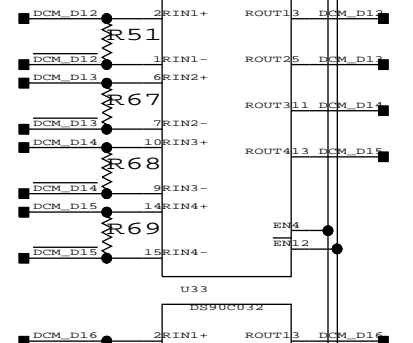 DCM_D12 2 RIN1+ ROUT1 3 DCM_D12
R51
DCM_D12 1 RIN1- ROUT2 5 DCM_D13
DCM_D13 6 RIN2+
R67
ROUT3 11 DCM_D14
DCM_D13 7 RIN2-
DCM_D14 10 RIN3+
ROUT4 13 DCM_D15
R68
DCM_D14 9 RIN3-
DCM_D15 14 RIN4+
R69
EN 4
EN 12
DCM_D15 15 RIN4-
U33
DS90C032
DCM_D16 2 RIN1+ ROUT1 3 DCM_D16